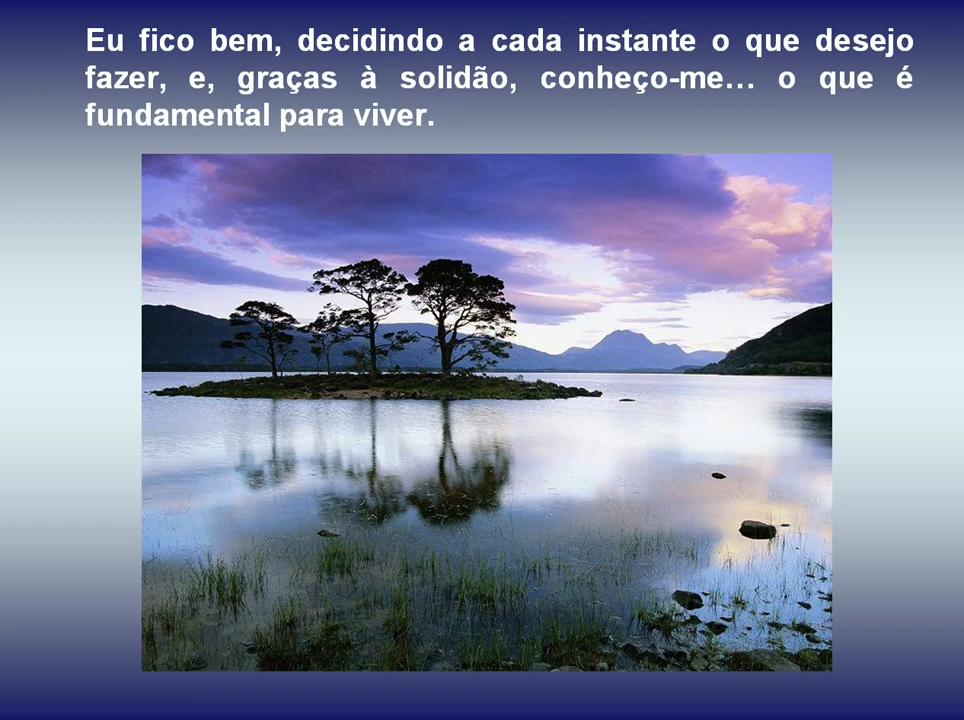 Eu fico bem, decidindo a cada instante o que desejo
fazer, e, graças à solidão, conheço-me... o que é
fundamental para viver.